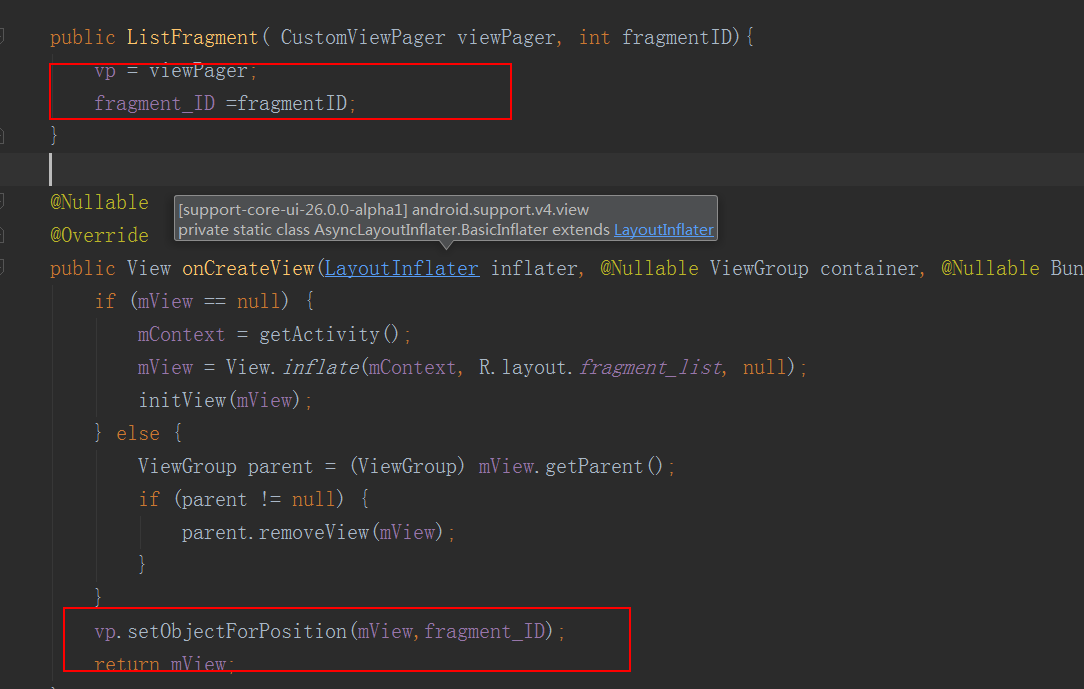 public ListFragment( CustomViewPager viewPager, int fragmentID){
vp = viewPager;
fragment_ID =fragmentID;
}
@Nullable
[support-core-ui-26.0.0-alpha1] android.support.v4.view
private static class AsyncLayoutInflater.BasicInflater extends LayoutInflater
@Override
public View onCreateView(LayoutInflater inflater, @Nullable ViewGroup container, @Nullable Bun
if (mView == null) {
mContext = getActivity();
mView = View.inflate(mContext, R.layout.fragment_list, null);
initView(mView);
} else {
ViewGroup parent = (ViewGroup) mView.getParent();
if (parent != null) {
parent.removeView(mView);
}
}
vp.setObjectForPosition(mView,fragment_ID);
return mView;